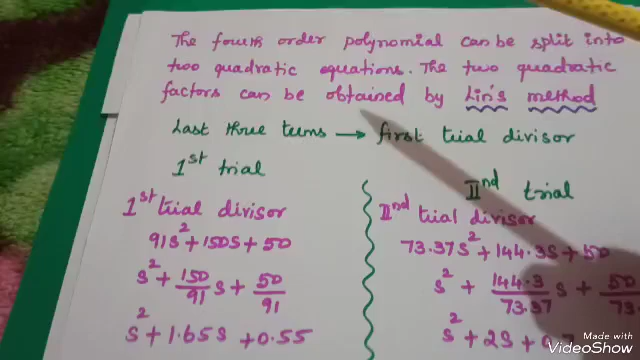 The fourth order polynomial can be split into
two quadratic equations. The two quadratic
factors can be obtained by Lin's method
Last three terms → first trial divisor
1st trial
IInd trial
1st trial divisor
91s² + 150s + 50
s² + 150/91 s + 50/91
s² + 1.65s + 0.55
IInd trial divisor
73.37s² + 144.3s + 50
s² + 144.3/73.37 s + 50/73.
s² + 2s +
Made with
VideoShow